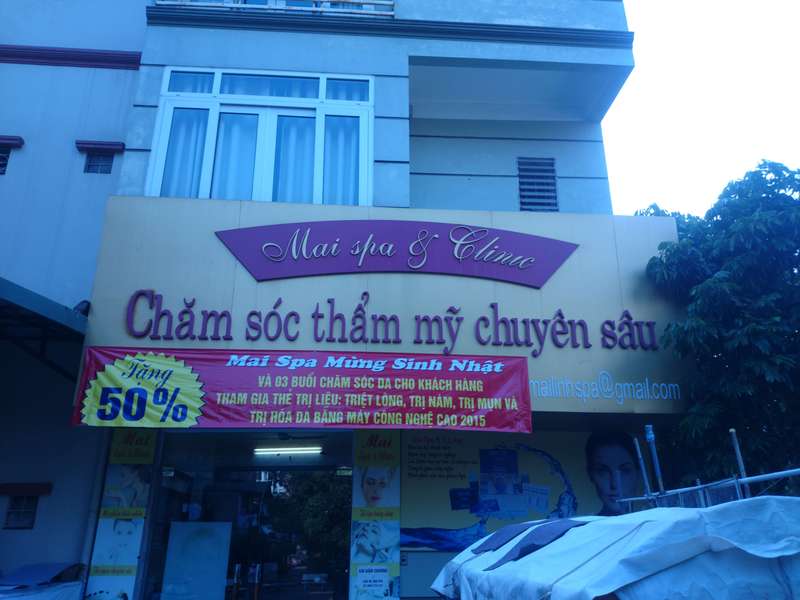 Mai spa & Clinic
Chăm sóc thẩm mỹ chuyên sâu
mailinhspa@gmail.com
Tặng
50%
Mai Spa Mừng Sinh Nhật
VÀ 03 BUỔI CHĂM SÓC DA CHO KHÁCH HÀNG
THAM GIA THẺ TRỊ LIỆU: TRIỆT LÔNG, TRỊ NÁM, TRỊ MỤN VÀ
TRẺ HÓA DA BẰNG MÁY CÔNG NGHỆ CAO 2015
Mai
Mai